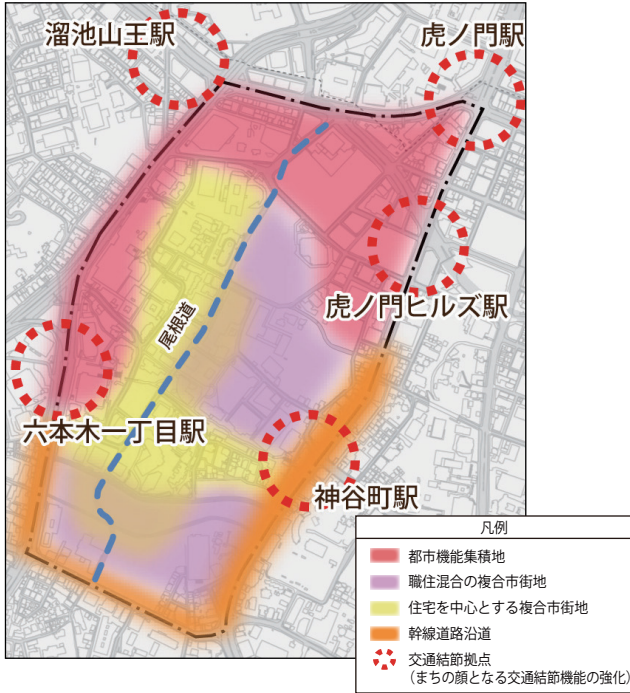 溜池山王駅
虎ノ門駅
虎ノ門ヒルズ駅
尾根道
六本木一丁目駅
神谷町駅
凡例
都市機能集積地
職住混合の複合市街地
住宅を中心とする複合市街地
幹線道路沿道
交通結節拠点
(まちの顔となる交通結節機能の強化)